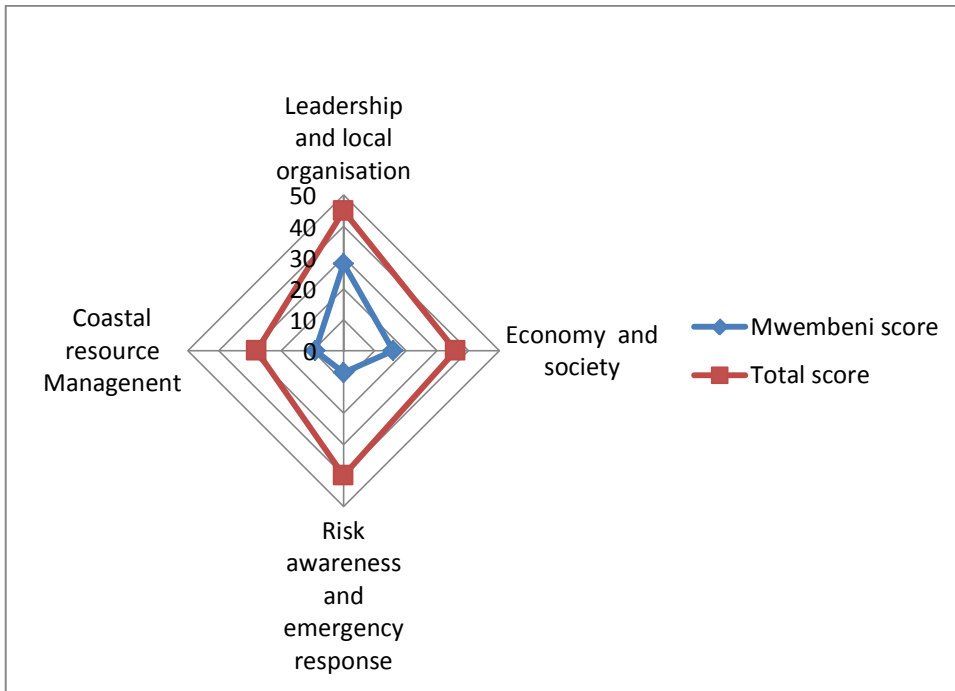 Leadership
and local
organisation
50
40
30
20
10
0
Coastal
resource
Managenent
Economy and
society
Mwembeni score
Total score
Risk
awareness
and
emergency
response